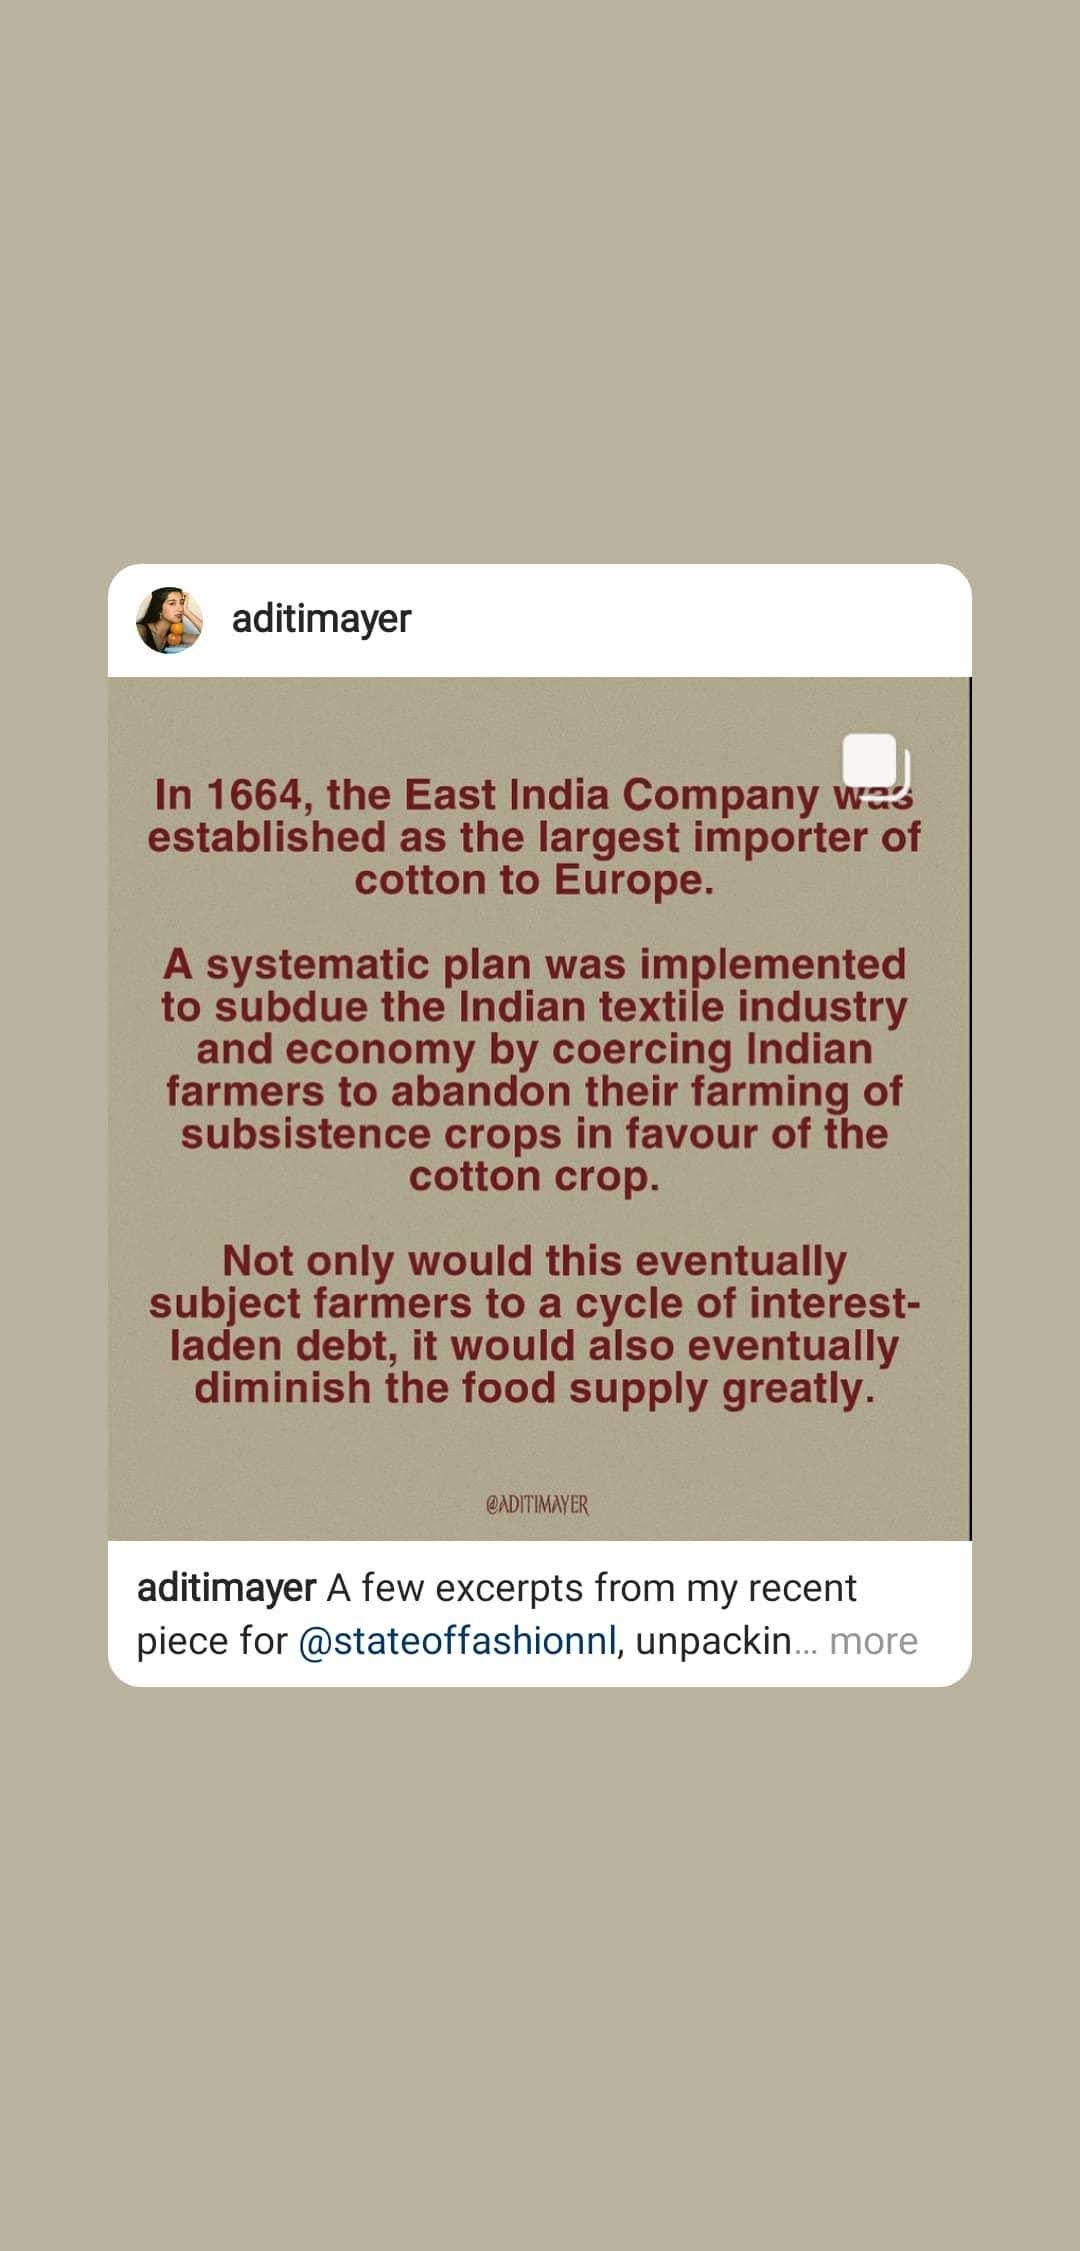 aditimayer
In 1664, the East India Company was
established as the largest importer of
cotton to Europe.
A systematic plan was implemented
to subdue the Indian textile industry
and economy by coercing Indian
farmers to abandon their farming of
subsistence crops in favour of the
cotton crop.
Not only would this eventually
subject farmers to a cycle of interest-
laden debt, it would also eventually
diminish the food supply greatly.
@ADITIMAYER
aditimayer A few excerpts from my recent
piece for @stateoffashionnl, unpackin... more